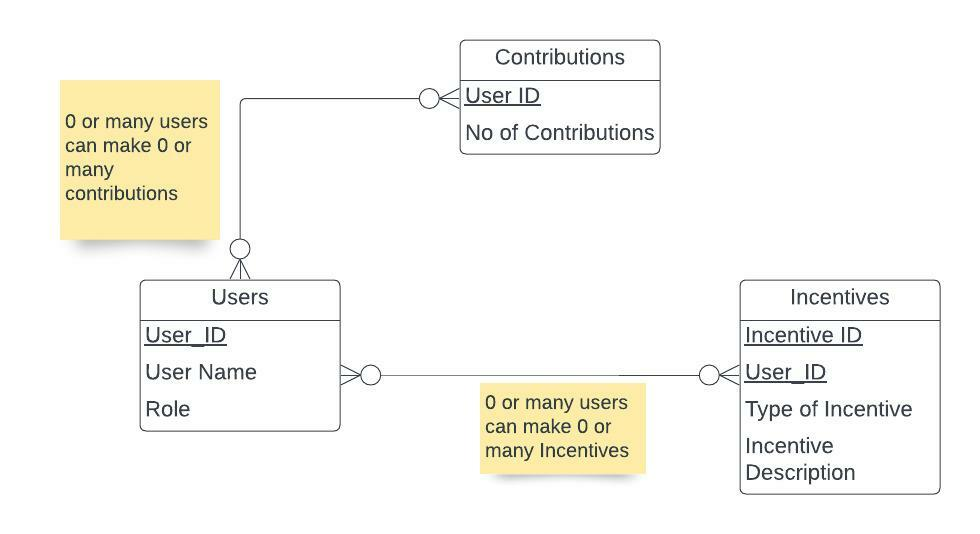 Contributions
User ID
No of Contributions
0 or many users
can make 0 or
many
contributions
Users
User_ID
User Name
Role
0 or many users
can make 0 or
many Incentives
Incentives
Incentive ID
User_ID
Type of Incentive
Incentive
Description